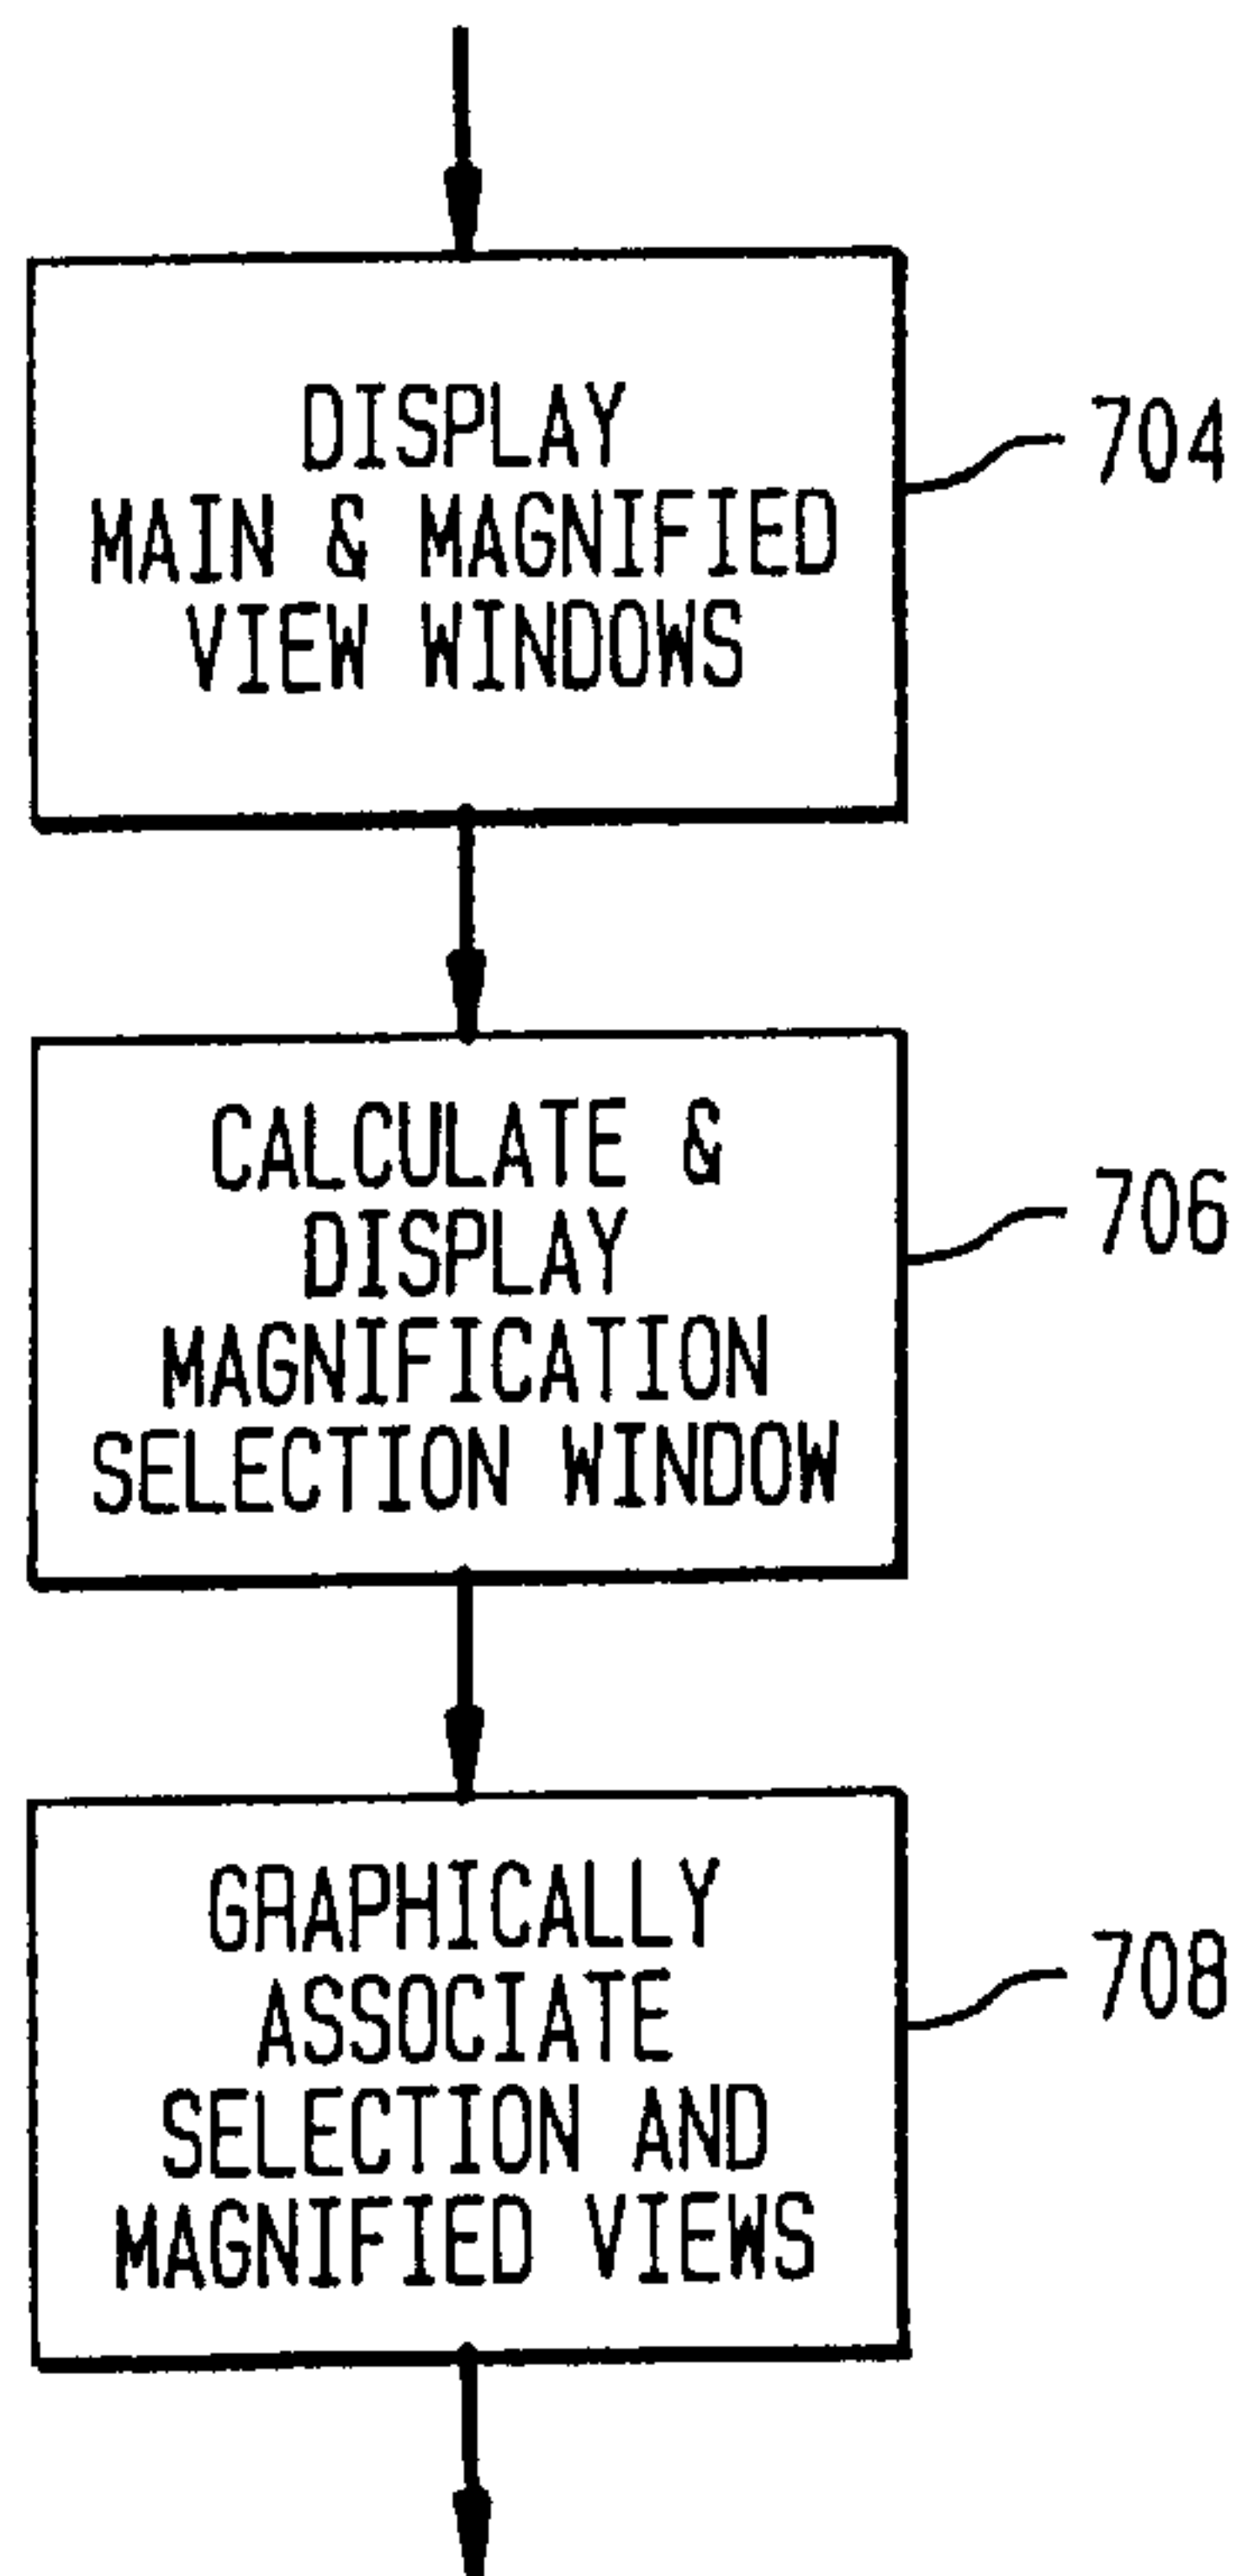 DISPLAY
MAIN & MAGNIFIED
VIEW WINDOWS
704
CALCULATE &
DISPLAY
MAGNIFICATION
SELECTION WINDOW
706
GRAPHICALLY
ASSOCIATE
SELECTION AND
MAGNIFIED VIEWS
708